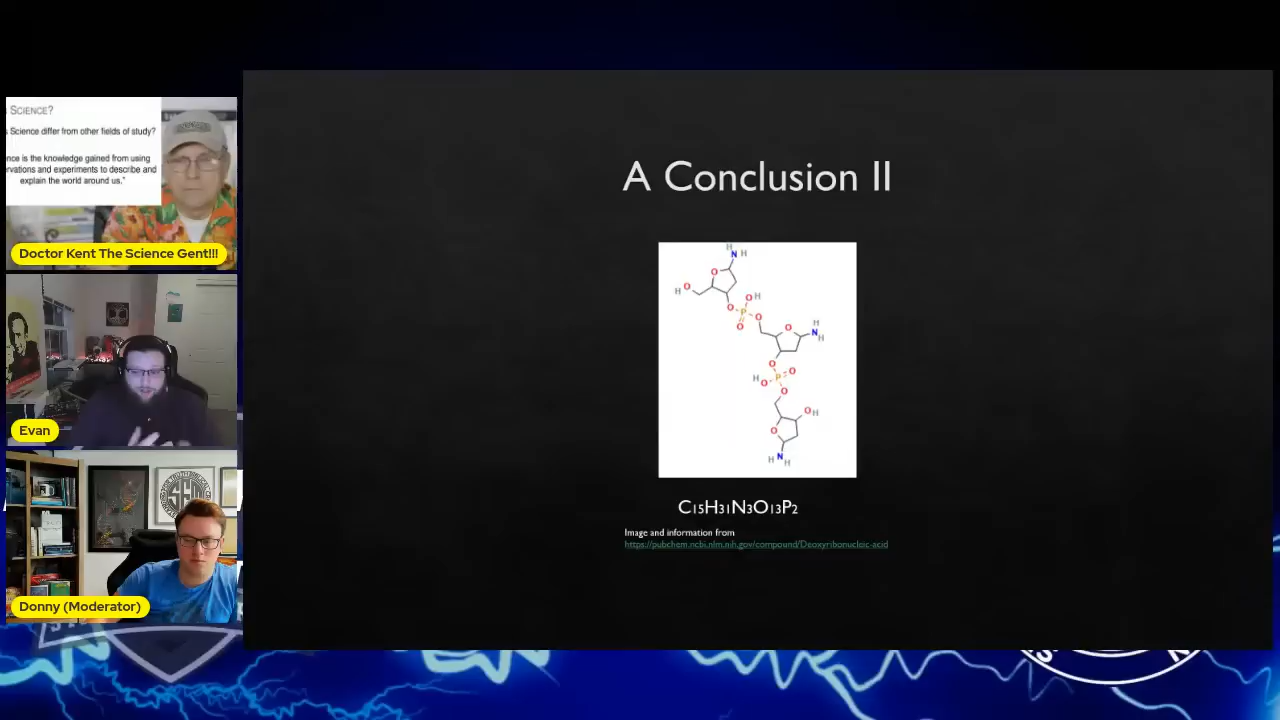 SCIENCE?
Science differ from other fields of study?
nce is the knowledge gained from using
rvations and experiments to describe and
explain the world around us."
Doctor Kent The Science Gent!!!
Evan
SFM
Donny (Moderator)
A Conclusion II
N H
H
O
H O
O
OH
P
O
O
O
H
N
H
O
H O
P
O
O
OH
O
H N
H
C15H31N3O13P2
Image and information from
https://pubchem.ncbi.nlm.nih.gov/compound/Deoxyribonucleic-acid